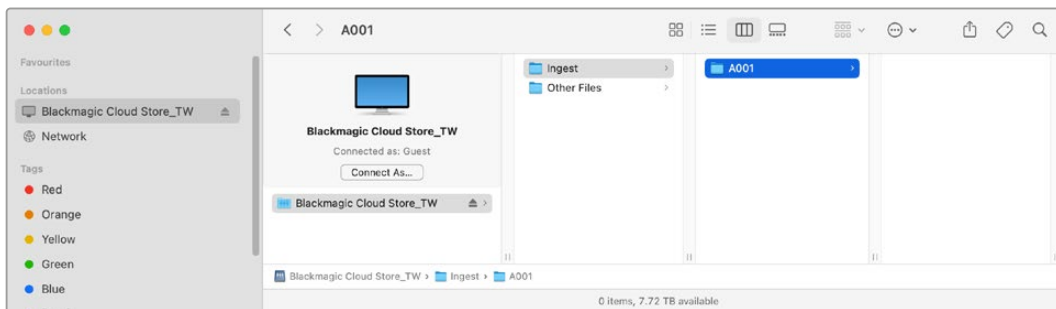 A001
Favourites
Locations
Blackmagic Cloud Store_TW
Network
Tags
Red
Orange
Yellow
Green
Blue
Blackmagic Cloud Store_TW
Connected as: Guest
Connect As...
Blackmagic Cloud Store_TW
Ingest
Other Files
A001
Blackmagic Cloud Store_TW › Ingest › A001
0 items, 7.72 TB available